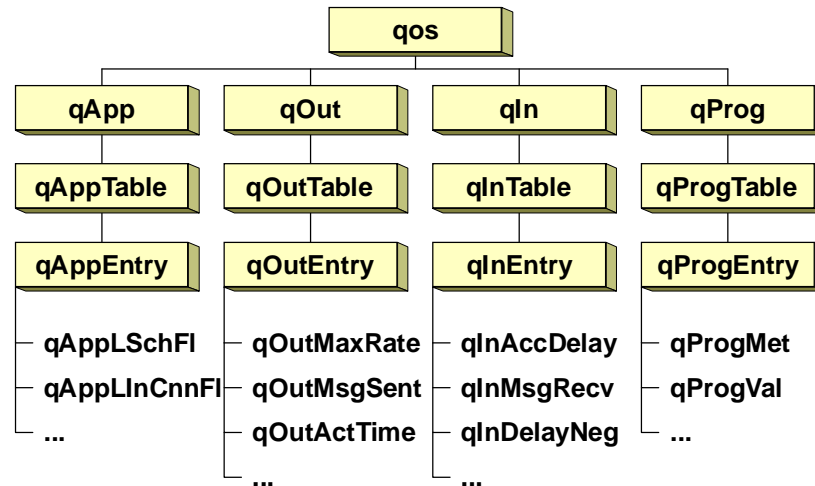 qos
qApp
qOut
qIn
qProg
qAppTable
qOutTable
qInTable
qProgTable
qAppEntry
qOutEntry
qInEntry
qProgEntry
qAppLSchFl
qOutMaxRate
qInAccDelay
qProgMet
qAppLInCnnFl
qOutMsgSent
qInMsgRecv
qProgVal
...
qOutActTime
qInDelayNeg
...
...
...